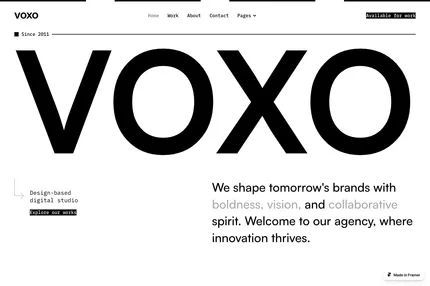 VOXO
Home Work About Contact Pages
Available for work
Since 2011
VOXO
Design-based
digital studio
Explore our works
We shape tomorrow's brands with
boldness, vision, and collaborative
spirit. Welcome to our agency, where
innovation thrives.
Made in Framer